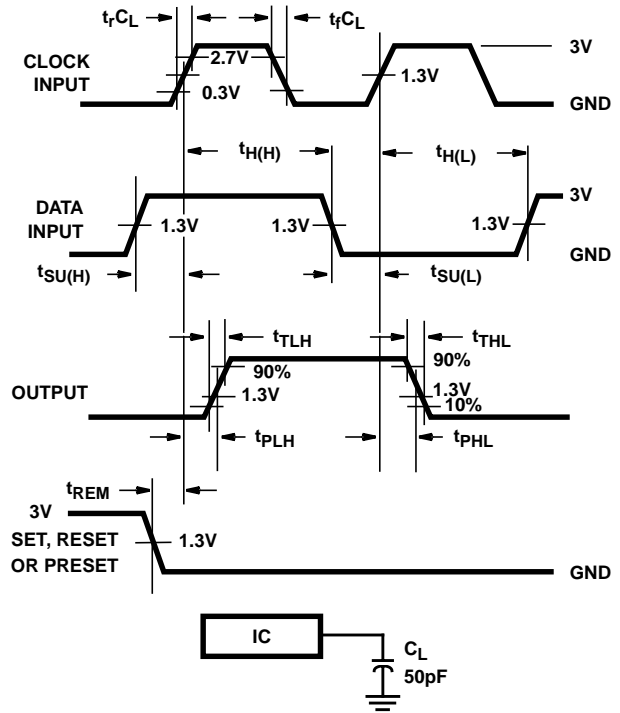 trCL
tfCL
CLOCK
INPUT
2.7V
0.3V
1.3V
3V
GND
tH(H)
tH(L)
DATA
INPUT
1.3V
1.3V
1.3V
3V
GND
tSU(H)
tSU(L)
tTLH
tTHL
OUTPUT
90%
1.3V
90%
1.3V
10%
tPLH
tPHL
tREM
3V
SET, RESET
OR PRESET
1.3V
GND
IC
CL
50pF